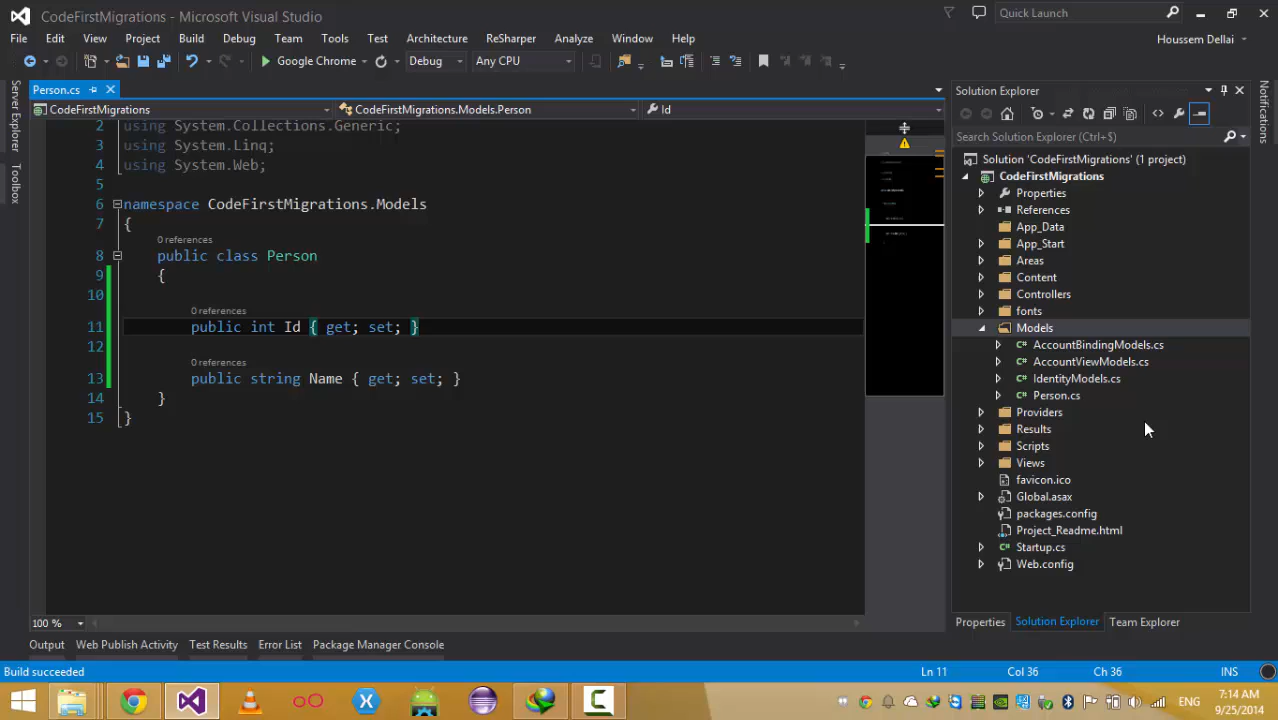 CodeFirstMigrations - Microsoft Visual Studio
Quick Launch
File Edit View Project Build Debug Team Tools Test Architecture ReSharper Analyze Window Help
Houssem Dellai
Google Chrome Debug Any CPU
Person.cs
CodeFirstMigrations CodeFirstMigrations.Models.Person Id
2 using System.Collections.Generic;
3 using System.Linq;
4 using System.Web;
5
6 namespace CodeFirstMigrations.Models
7 {
0 references
8 public class Person
9 {
10
0 references
11 public int Id { get; set; }
12
0 references
13 public string Name { get; set; }
14 }
15 }
100 %
Server Explorer
Toolbox
Solution Explorer
Search Solution Explorer (Ctrl+$)
Solution 'CodeFirstMigrations' (1 project)
CodeFirstMigrations
Properties
References
App_Data
App_Start
Areas
Content
Controllers
fonts
Models
C# AccountBindingModels.cs
C# AccountViewModels.cs
C# IdentityModels.cs
C# Person.cs
Providers
Results
Scripts
Views
favicon.ico
Global.asax
packages.config
Project_Readme.html
C# Startup.cs
Web.config
Properties Solution Explorer Team Explorer
Notifications
Output Web Publish Activity Test Results Error List Package Manager Console
Build succeeded Ln 11 Col 36 Ch 36 INS
ENG
7:14 AM
9/25/2014